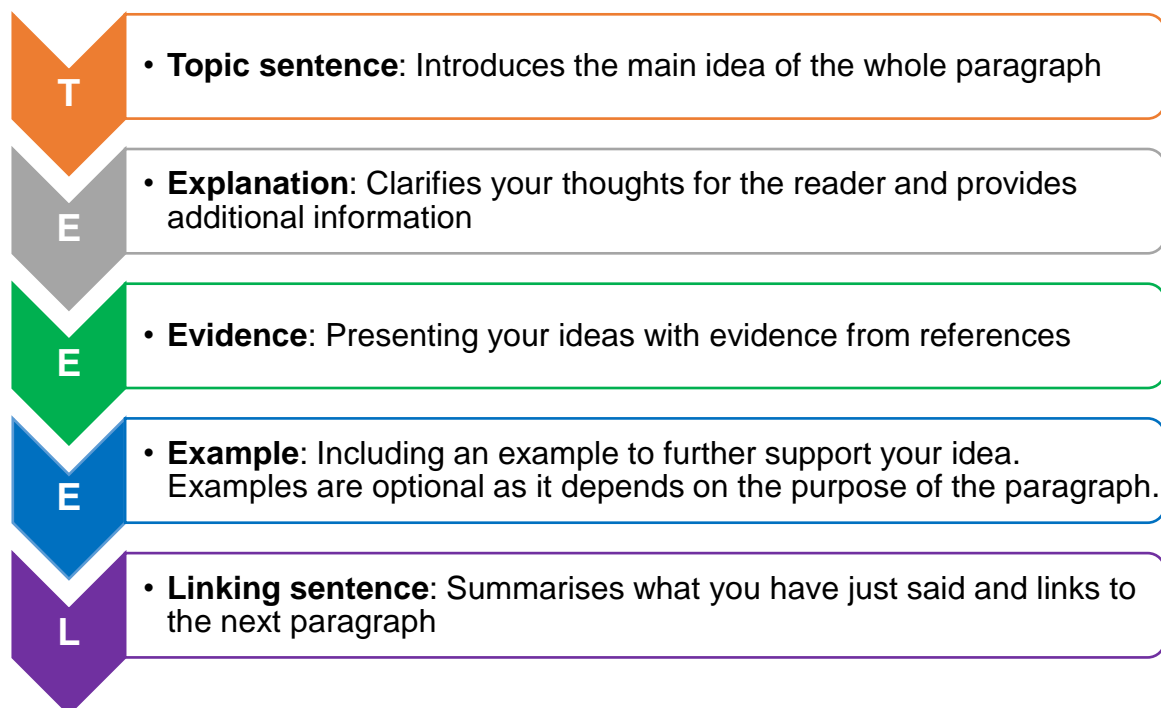 T
• Topic sentence: Introduces the main idea of the whole paragraph
E
• Explanation: Clarifies your thoughts for the reader and provides
additional information
E
• Evidence: Presenting your ideas with evidence from references
E
• Example: Including an example to further support your idea.
Examples are optional as it depends on the purpose of the paragraph.
L
• Linking sentence: Summarises what you have just said and links to
the next paragraph